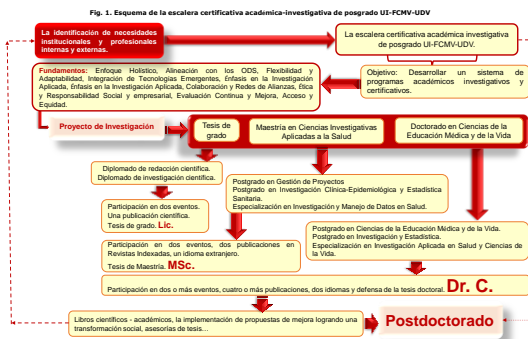 Fig. 1. Esquema de la escalera certificativa académica-investigativa de posgrado UI-FCMV-UDV
La identificación de necesidades
institucionales y profesionales
internas y externas.
La escalera certificativa académica investigativa
de posgrado UI-FCMV-UDV.
Fundamentos: Enfoque Holístico, Alineación con los ODS, Flexibilidad y
Adaptabilidad, Integración de Tecnologías Emergentes, Énfasis en la Investigación
Aplicada, Énfasis en la Investigación Aplicada, Colaboración y Redes de Alianzas, Ética
y Responsabilidad Social y empresarial, Evaluación Continua y Mejora, Acceso y
Equidad.
Objetivo: Desarrollar un sistema de
programas académicos investigativos y
certificativos.
Proyecto de Investigación
Tesis de
grado
Maestría en Ciencias Investigativas
Aplicadas a la Salud
Doctorado en Ciencias de la
Educación Médica y de la Vida
Diplomado de redacción científica.
Diplomado de investigación científica.
Postgrado en Gestión de Proyectos
Postgrado en Investigación Clínica-Epidemiológica y Estadística
Sanitaria.
Especialización en Investigación y Manejo de Datos en Salud.
Participación en dos eventos.
Una publicación científica.
Tesis de grado. Lic.
Postgrado en Ciencias de la Educación Médica y de la Vida.
Postgrado en Investigación y Estadística.
Especialización en Investigación Aplicada en Salud y Ciencias de
la Vida.
Participación en dos eventos, dos publicaciones en
Revistas Indexadas, un idioma extranjero.
Tesis de Maestría. MSc.
Participación en dos o más eventos, cuatro o más publicaciones, dos idiomas y defensa de la tesis doctoral. Dr. C.
Libros científicos - académicos, la implementación de propuestas de mejora logrando una
transformación social, asesorías de tesis...
Postdoctorado